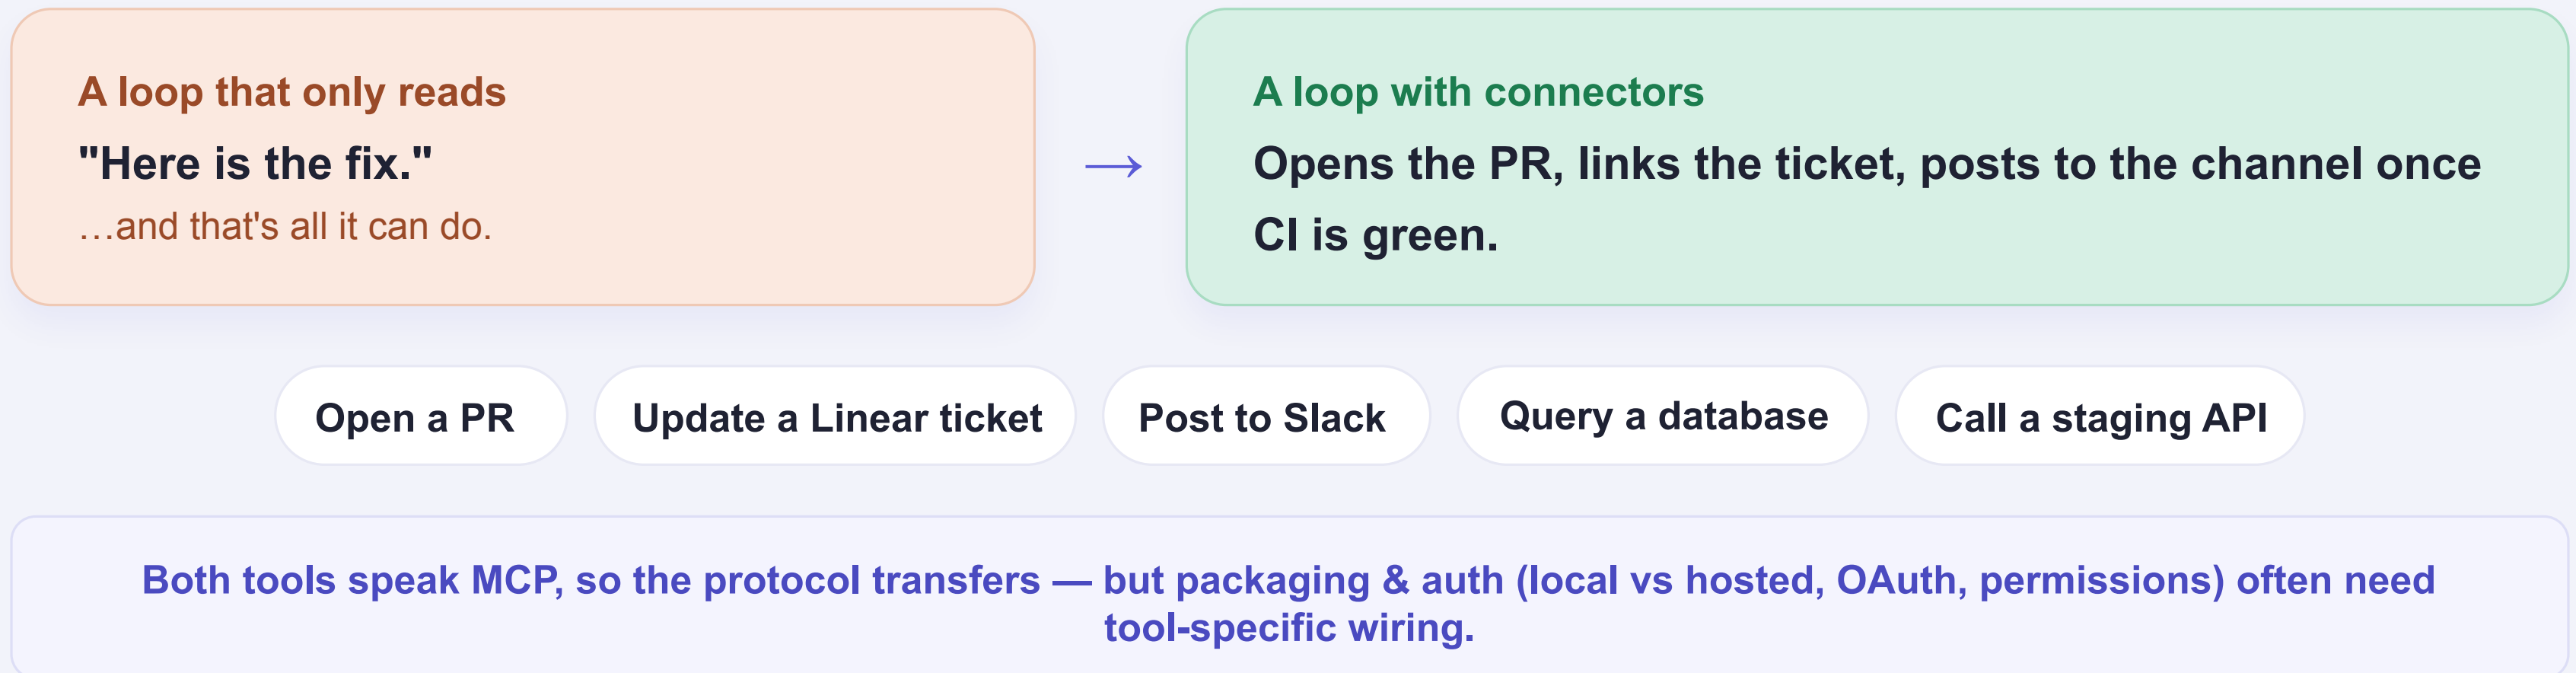 A loop that only reads
"Here is the fix."
…and that's all it can do.
→
A loop with connectors
Opens the PR, links the ticket, posts to the channel once
CI is green.
Open a PR
Update a Linear ticket
Post to Slack
Query a database
Call a staging API
Both tools speak MCP, so the protocol transfers — but packaging & auth (local vs hosted, OAuth, permissions) often need
tool-specific wiring.